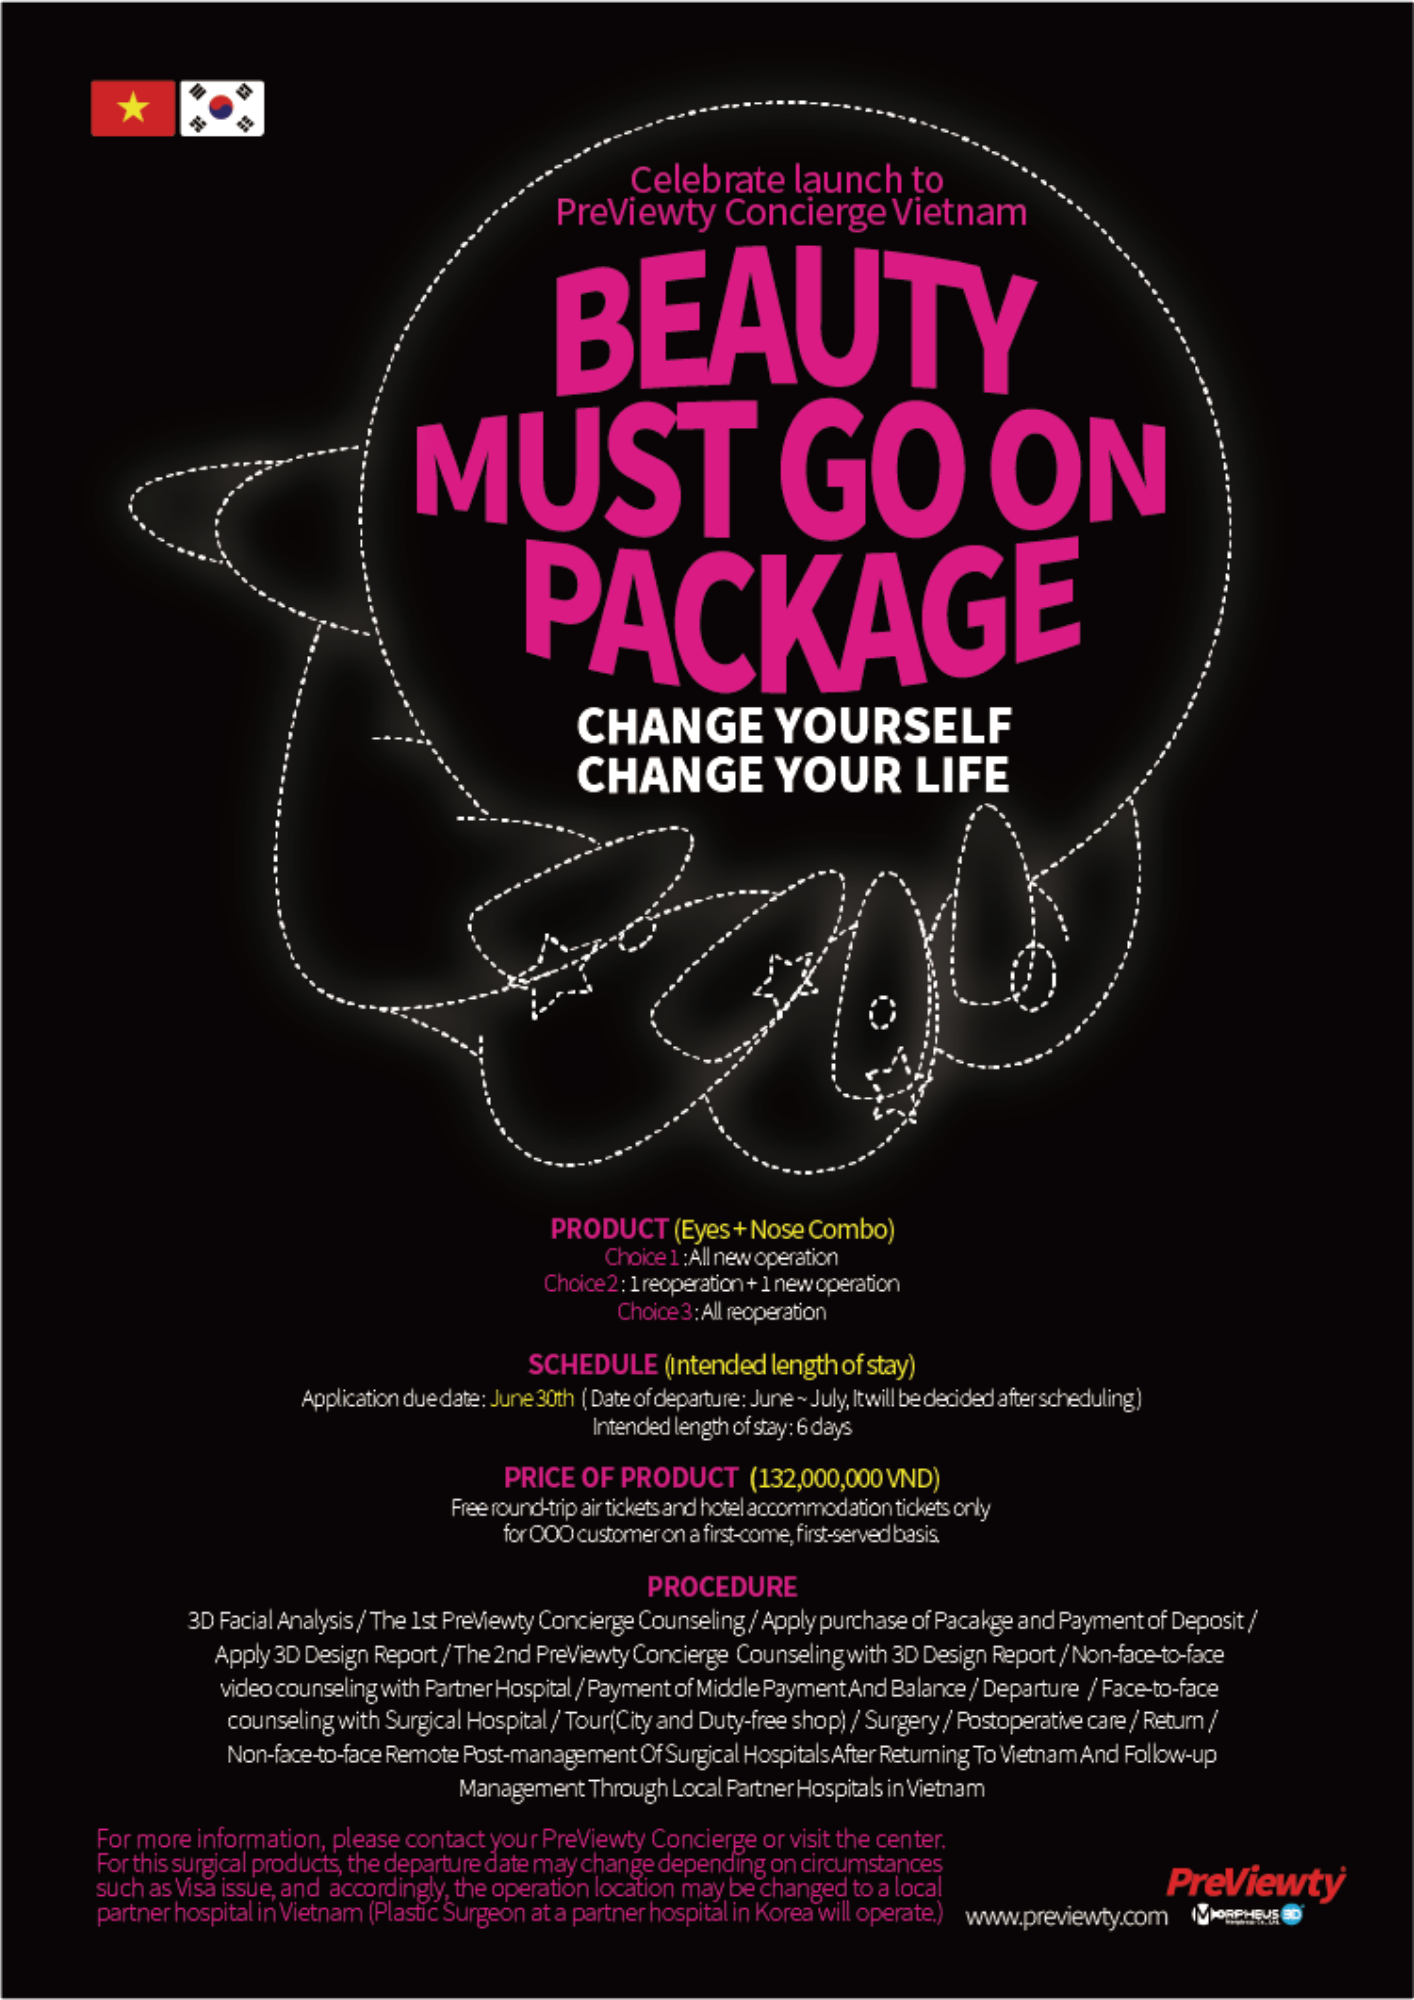 Celebrate launch to
PreViewty Concierge Vietnam
BEAUTY
MUST GO ON
PACKAGE
CHANGE YOURSELF
CHANGE YOUR LIFE
PRODUCT (Eyes + Nose Combo)
Choice 1 : All new operation
Choice 2 : 1 reoperation + 1 new operation
Choice 3 : All reoperation
SCHEDULE (Intended length of stay)
Application due date : June 30th ( Date of departure : June ~ July, It will be decided after scheduling )
Intended length of stay : 6 days
PRICE OF PRODUCT (132,000,000 VND)
Free round-trip air tickets and hotel accommodation tickets only
for OOO customer on a first-come, first-served basis.
PROCEDURE
3D Facial Analysis / The 1st PreViewty Concierge Counseling / Apply purchase of Pacakge and Payment of Deposit /
Apply 3D Design Report / The 2nd PreViewty Concierge Counseling with 3D Design Report / Non-face-to-face
video counseling with Partner Hospital / Payment of Middle Payment And Balance / Departure / Face-to-face
counseling with Surgical Hospital / Tour(City and Duty-free shop) / Surgery / Postoperative care / Return /
Non-face-to-face Remote Post-management Of Surgical Hospitals After Returning To Vietnam And Follow-up
Management Through Local Partner Hospitals in Vietnam
For more information, please contact your PreViewty Concierge or visit the center.
For this surgical products, the departure date may change depending on circumstances
such as Visa issue, and accordingly, the operation location may be changed to a local
partner hospital in Vietnam (Plastic Surgeon at a partner hospital in Korea will operate.)
www.previewty.com
PreViewty
MORPHEUS 3D